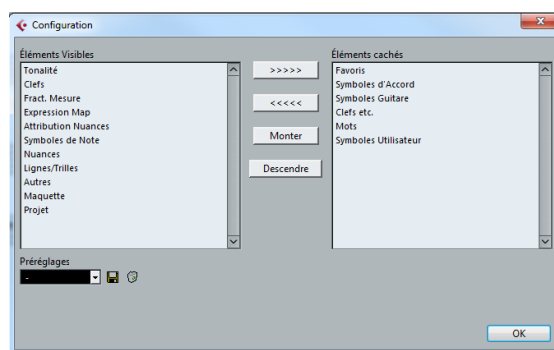 Configuration
Éléments Visibles
Tonalité
Clefs
Fract. Mesure
Expression Map
Attribution Nuances
Symboles de Note
Nuances
Lignes/Trilles
Autres
Maquette
Projet
>>>>>
<<<<<
Monter
Descendre
Éléments cachés
Favoris
Symboles d'Accord
Symboles Guitare
Clefs etc.
Mots
Symboles Utilisateur
Préréglages
-
OK